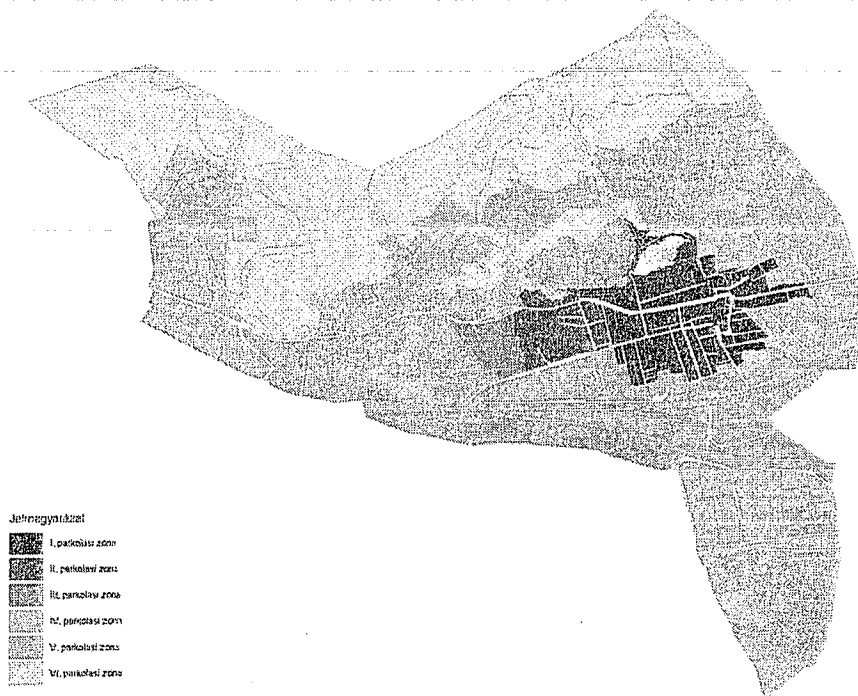 Jelmagyarázat
I. parkolási zóna
II. parkolási zóna
III. parkolási zóna
IV. parkolási zóna
V. parkolási zóna
VI. parkolási zóna